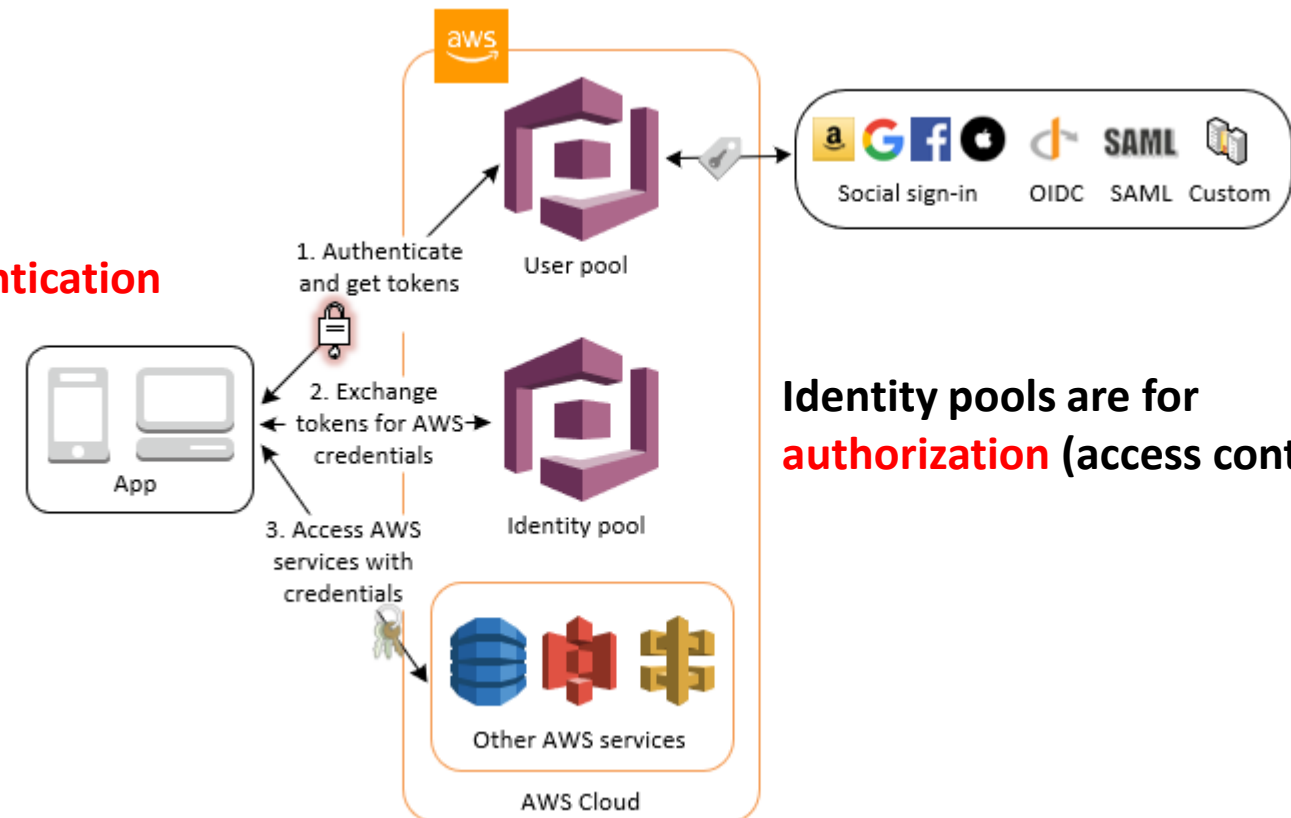 aws
a
SAML
Social sign-in OIDC SAML Custom
1. Authenticate
and get tokens
User pool
ntication
2. Exchange
tokens for AWS
credentials
App
Identity pool
Identity pools are for
authorization (access cont
3. Access AWS
services with
credentials
Other AWS services
AWS Cloud